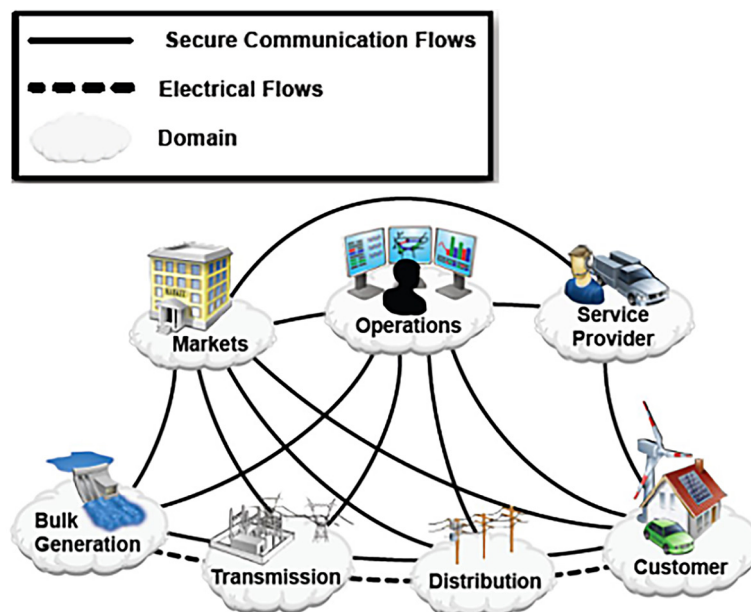 Secure Communication Flows
Electrical Flows
Domain
Markets
Operations
Service
Provider
Bulk
Generation
Transmission
Distribution
Customer